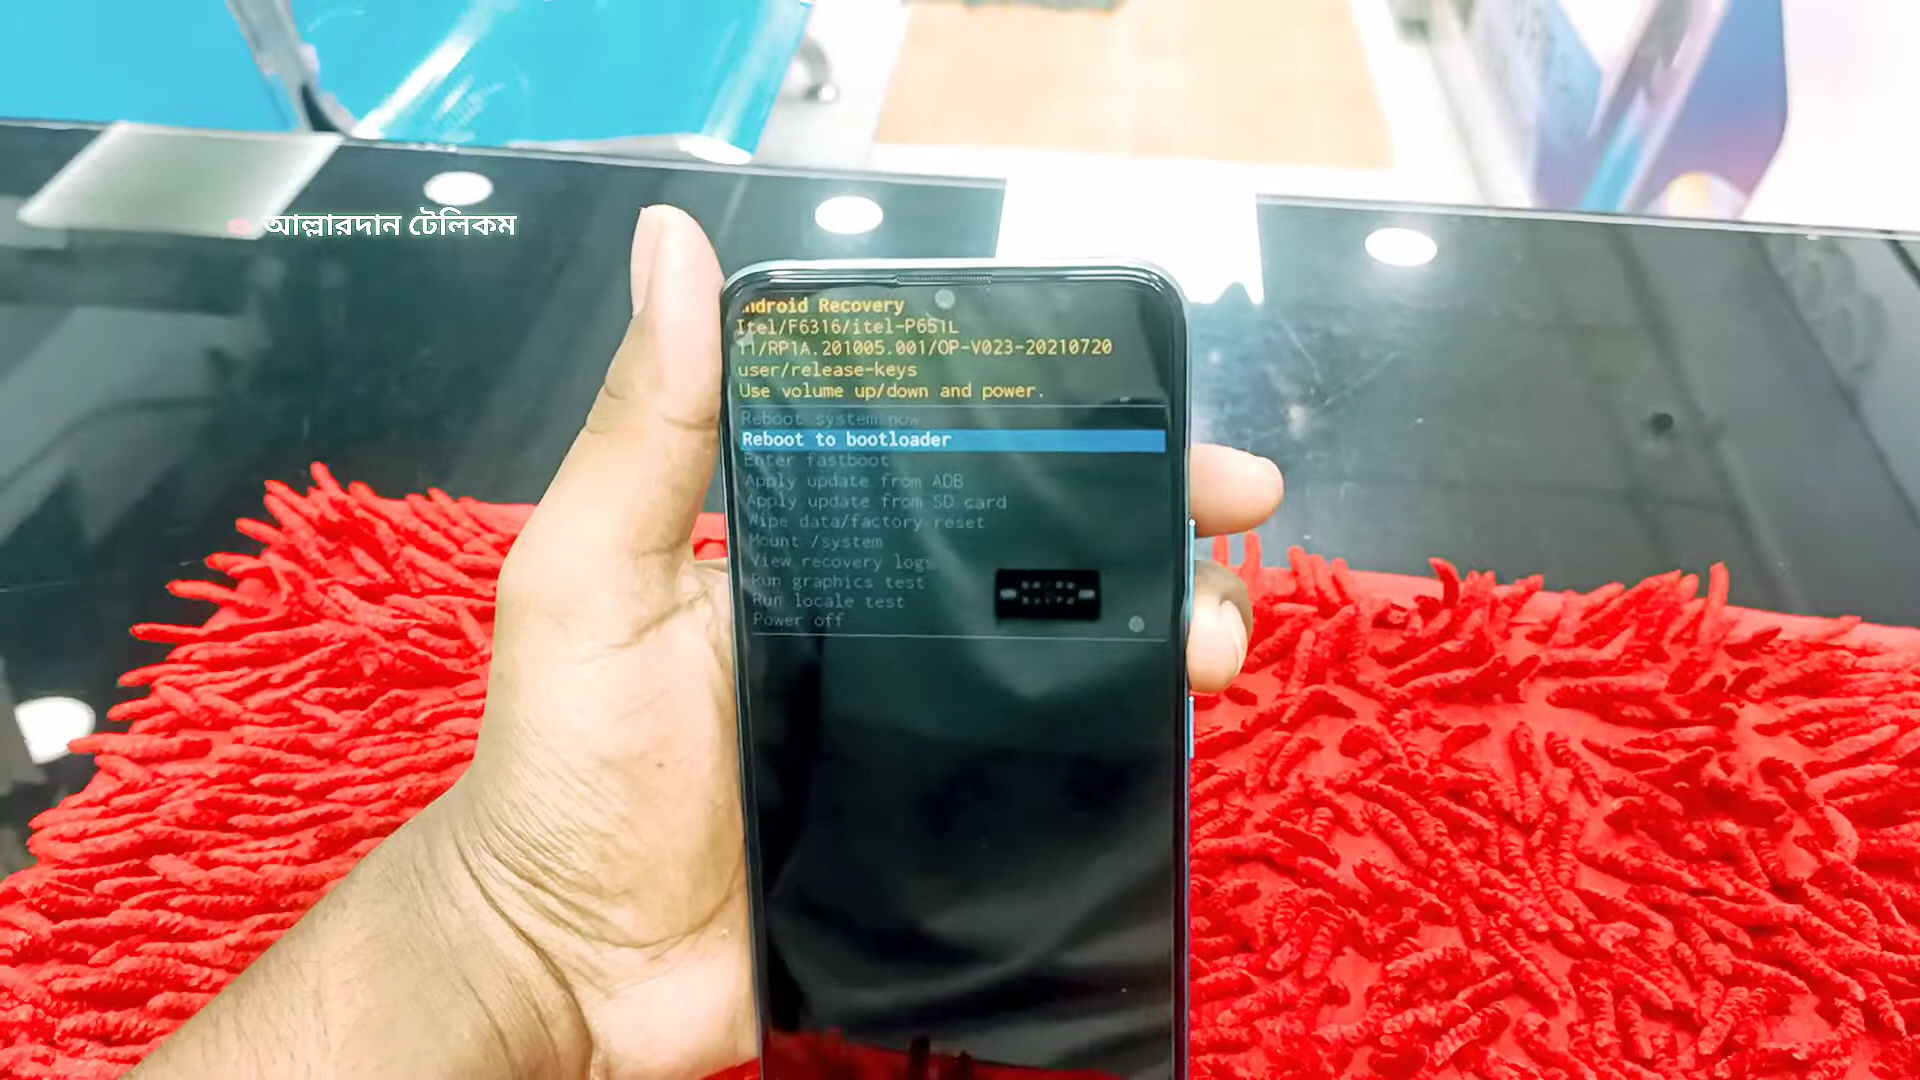 আল্লারদান টেলিকম
ndroid Recovery
Itel/F6316/itel-P651L
11/RP1A.201005.001/OP-V023-20210720
user/release-keys
Use volume up/down and power.
Reboot system now
Reboot to bootloader
Enter fastboot
Apply update from ADB
Apply update from SD card
Wipe data/factory reset
Mount /system
View recovery logs
Run graphics test
Run locale test
Power off